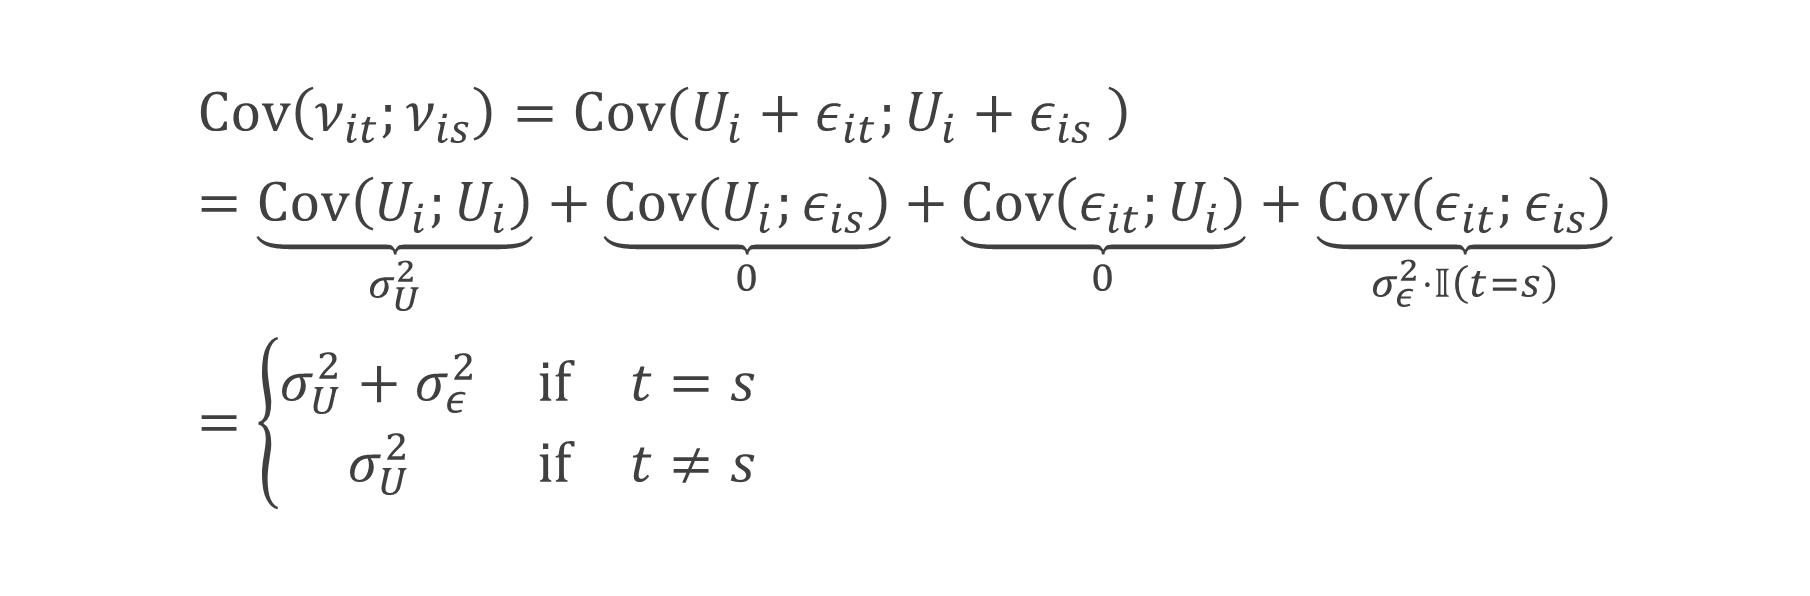 Cov(ν_it; ν_is) = Cov(U_i + ϵ_it; U_i + ϵ_is )
= Cov(U_i; U_i) + Cov(U_i; ϵ_is) + Cov(ϵ_it; U_i) + Cov(ϵ_it; ϵ_is)
σ_U^2 0 0 σ_ϵ^2·𝕀(t=s)
= { σ_U^2 + σ_ϵ^2 if t = s
σ_U^2 if t ≠ s